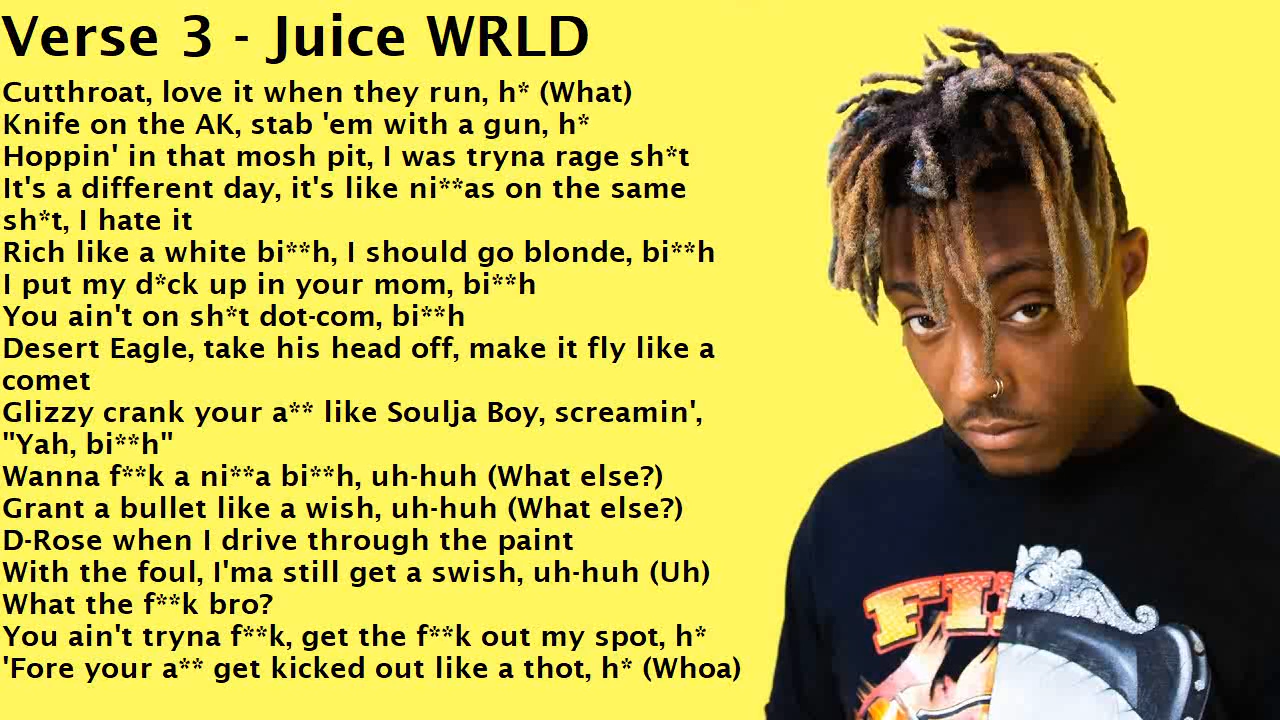 Verse 3 - Juice WRLD
Cutthroat, love it when they run, h* (What)
Knife on the AK, stab 'em with a gun, h*
Hoppin' in that mosh pit, I was tryna rage sh*t
It's a different day, it's like ni**as on the same
sh*t, I hate it
Rich like a white bi**h, I should go blonde, bi**h
I put my d*ck up in your mom, bi**h
You ain't on sh*t dot-com, bi**h
Desert Eagle, take his head off, make it fly like a
comet
Glizzy crank your a** like Soulja Boy, screamin',
"Yah, bi**h"
Wanna f**k a ni**a bi**h, uh-huh (What else?)
Grant a bullet like a wish, uh-huh (What else?)
D-Rose when I drive through the paint
With the foul, I'ma still get a swish, uh-huh (Uh)
What the f**k bro?
You ain't tryna f**k, get the f**k out my spot, h*
'Fore your a** get kicked out like a thot, h* (Whoa)